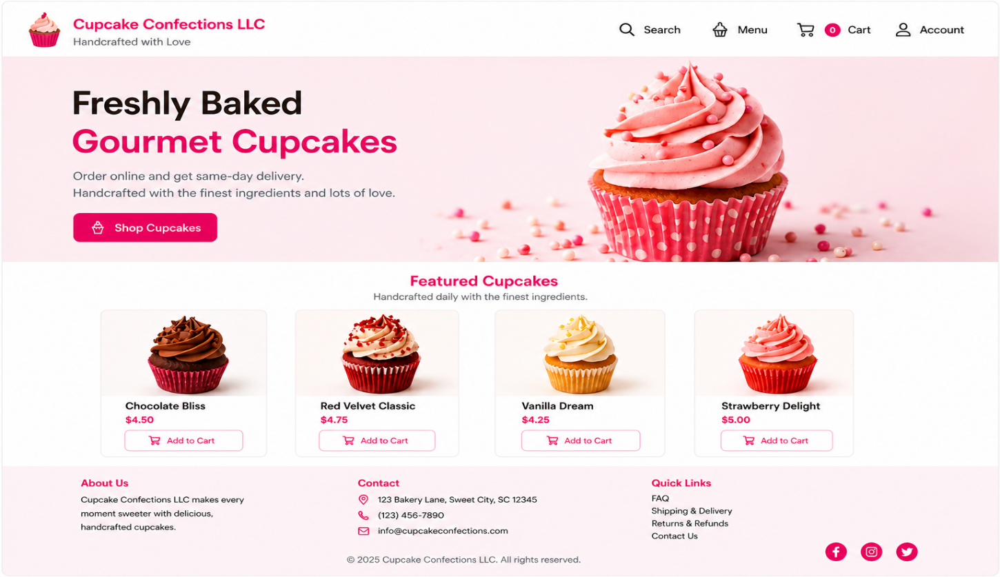 Cupcake Confections LLC
Handcrafted with Love
Search
Menu
0
Cart
Account
Freshly Baked
Gourmet Cupcakes
Order online and get same-day delivery.
Handcrafted with the finest ingredients and lots of love.
Shop Cupcakes
Featured Cupcakes
Handcrafted daily with the finest ingredients.
Chocolate Bliss
$4.50
Add to Cart
Red Velvet Classic
$4.75
Add to Cart
Vanilla Dream
$4.25
Add to Cart
Strawberry Delight
$5.00
Add to Cart
About Us
Cupcake Confections LLC makes every
moment sweeter with delicious,
handcrafted cupcakes.
Contact
123 Bakery Lane, Sweet City, SC 12345
(123) 456-7890
info@cupcakeconfections.com
Quick Links
FAQ
Shipping & Delivery
Returns & Refunds
Contact Us
© 2025 Cupcake Confections LLC. All rights reserved.